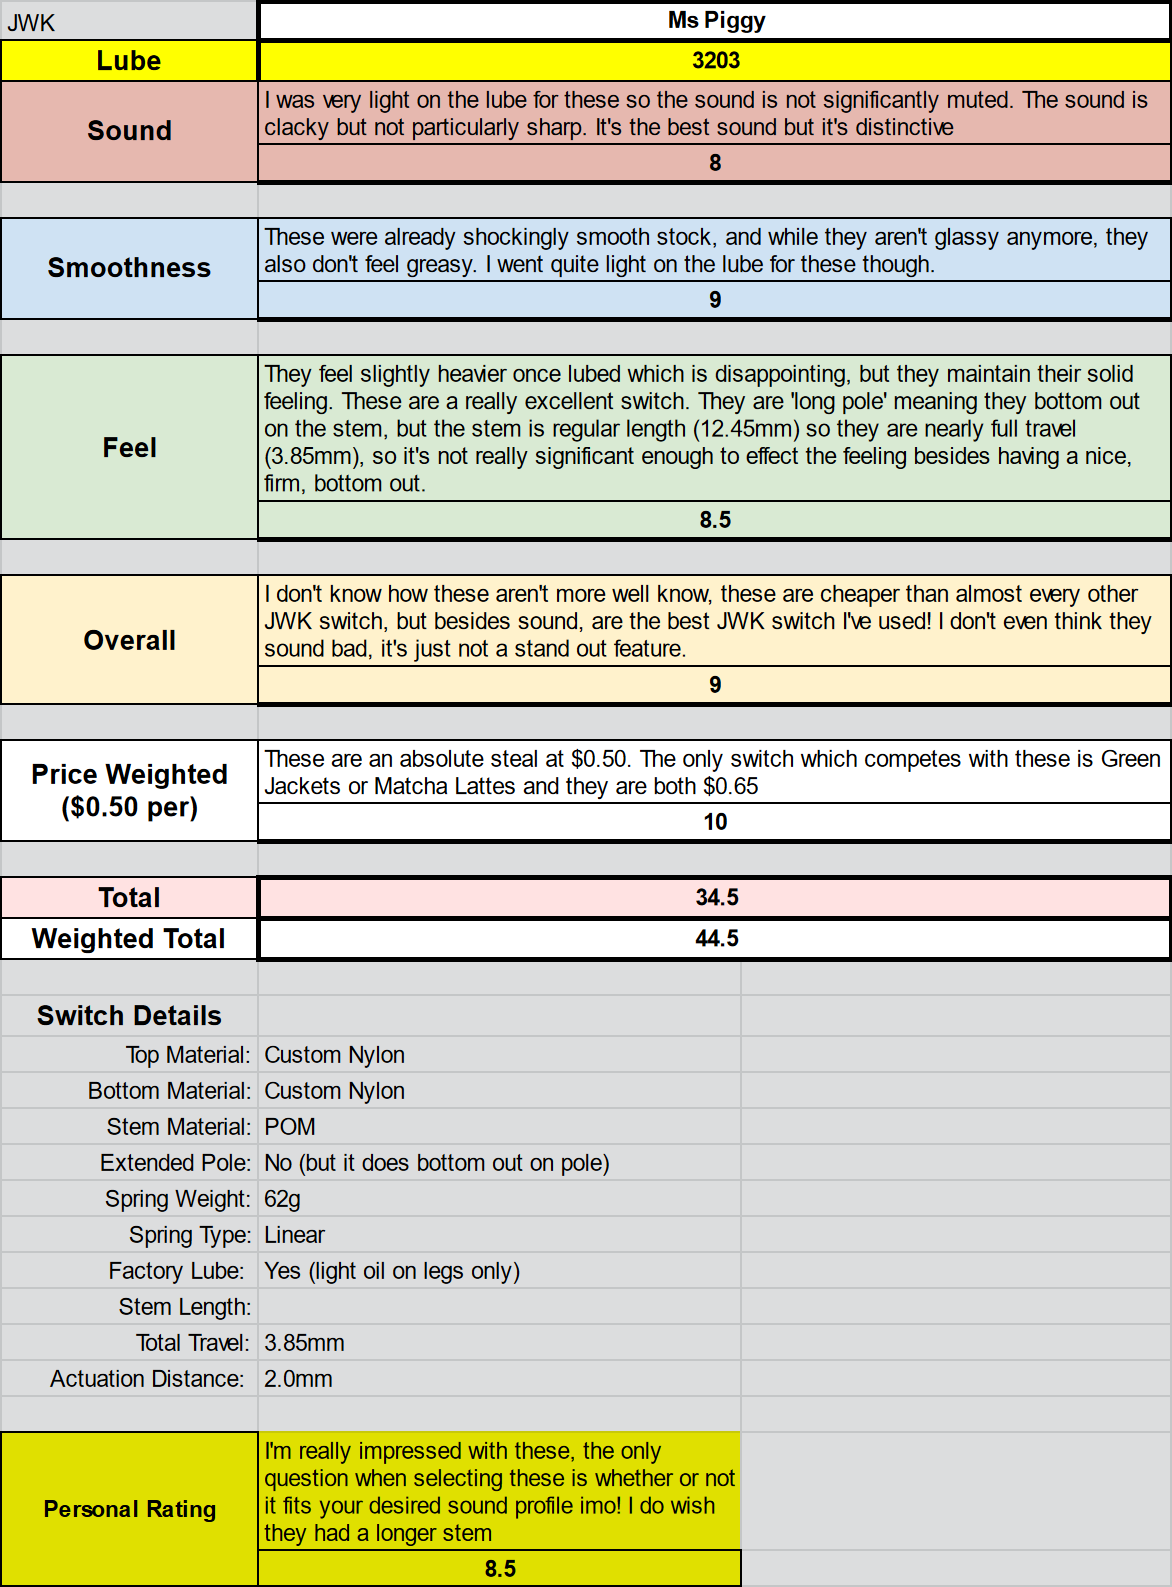 JWK
Ms Piggy
Lube
3203
Sound
I was very light on the lube for these so the sound is not significantly muted. The sound is
clacky but not particularly sharp. It's the best sound but it's distinctive
8
Smoothness
These were already shockingly smooth stock, and while they aren't glassy anymore, they
also don't feel greasy. I went quite light on the lube for these though.
9
Feel
They feel slightly heavier once lubed which is disappointing, but they maintain their solid
feeling. These are a really excellent switch. They are 'long pole' meaning they bottom out
on the stem, but the stem is regular length (12.45mm) so they are nearly full travel
(3.85mm), so it's not really significant enough to effect the feeling besides having a nice,
firm, bottom out.
8.5
Overall
I don't know how these aren't more well know, these are cheaper than almost every other
JWK switch, but besides sound, are the best JWK switch I've used! I don't even think they
sound bad, it's just not a stand out feature.
9
Price Weighted
($0.50 per)
These are an absolute steal at $0.50. The only switch which competes with these is Green
Jackets or Matcha Lattes and they are both $0.65
10
Total
34.5
Weighted Total
44.5
Switch Details
Top Material: Custom Nylon
Bottom Material: Custom Nylon
Stem Material: POM
Extended Pole: No (but it does bottom out on pole)
Spring Weight: 62g
Spring Type: Linear
Factory Lube: Yes (light oil on legs only)
Stem Length:
Total Travel: 3.85mm
Actuation Distance: 2.0mm
Personal Rating
I'm really impressed with these, the only
question when selecting these is whether or not
it fits your desired sound profile imo! I do wish
they had a longer stem
8.5